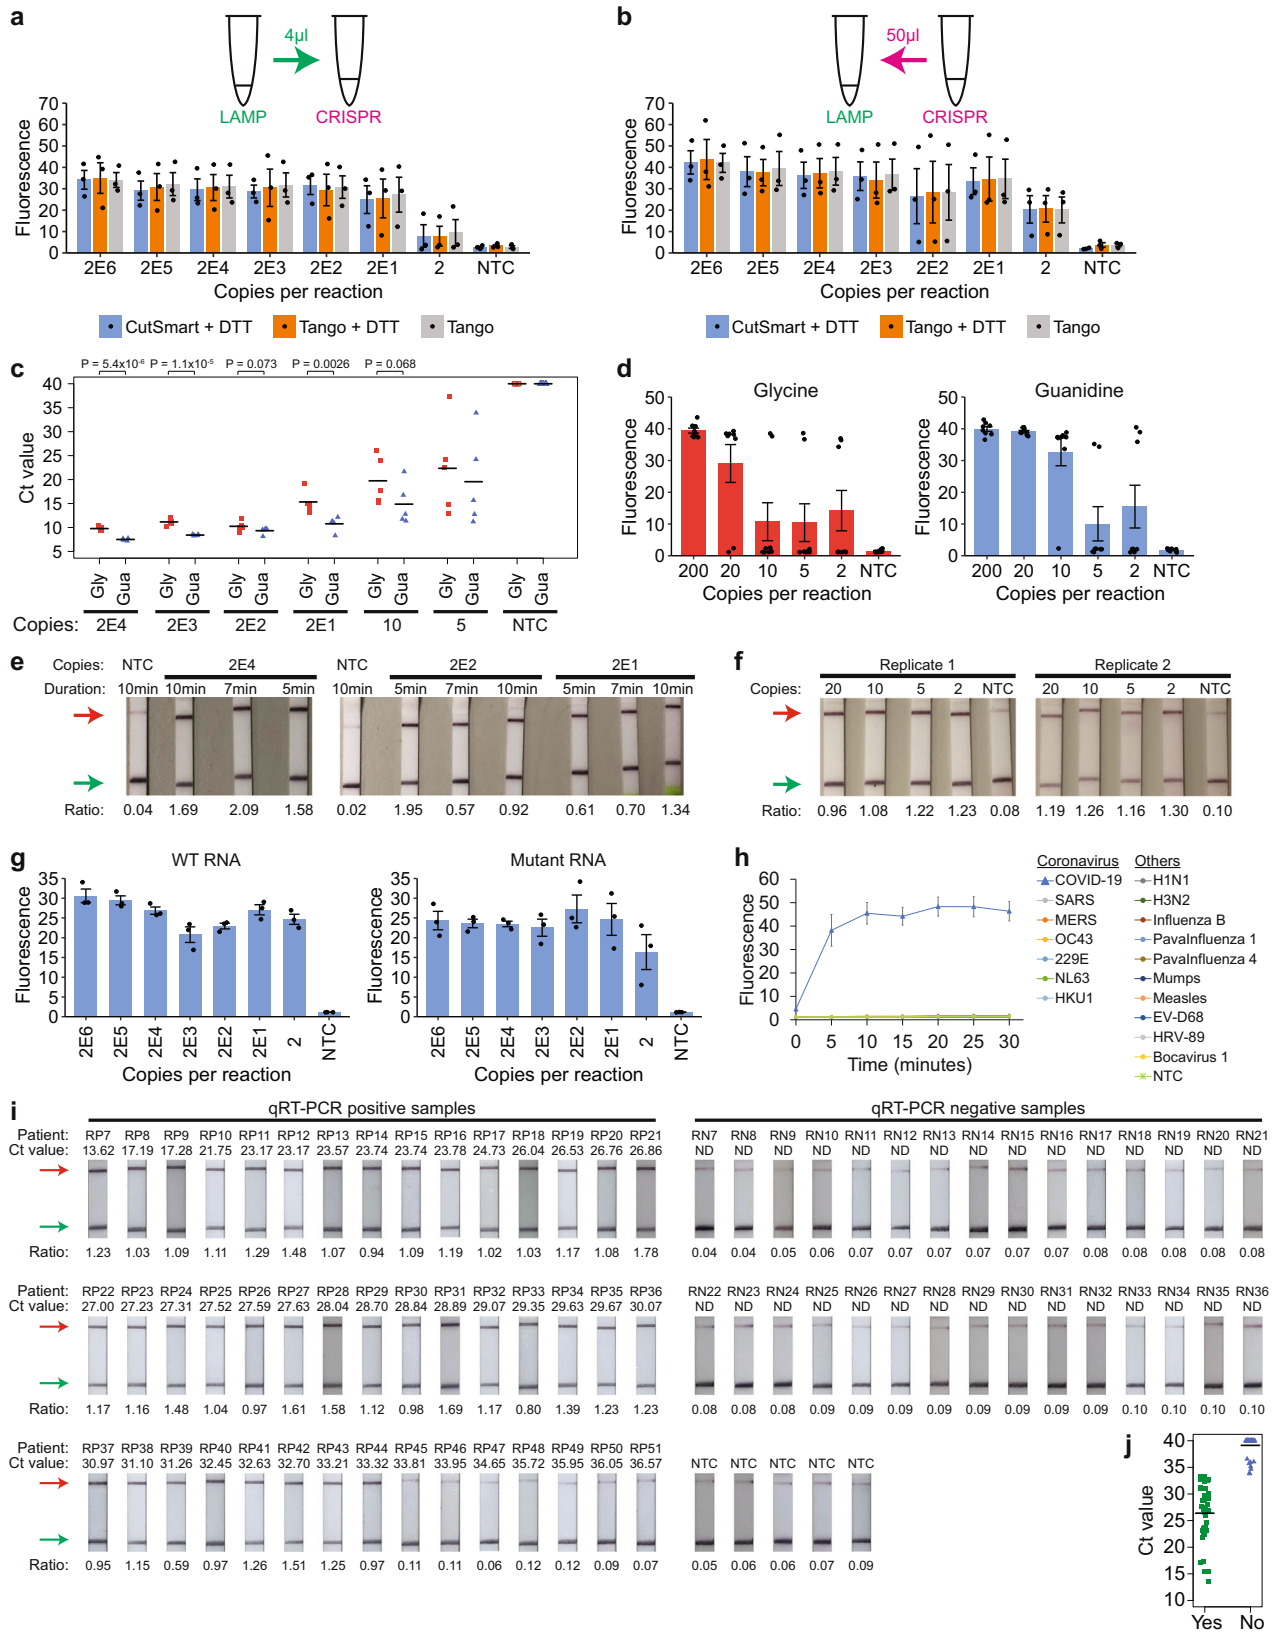 a
4µl
LAMP CRISPR
Fluorescence
70
60
50
40
30
20
10
0
2E6 2E5 2E4 2E3 2E2 2E1 2 NTC
Copies per reaction
CutSmart + DTT Tango + DTT Tango
b
50µl
LAMP CRISPR
Fluorescence
70
60
50
40
30
20
10
0
2E6 2E5 2E4 2E3 2E2 2E1 2 NTC
Copies per reaction
CutSmart + DTT Tango + DTT Tango
c
P = 5.4x10-6 P = 1.1x10-5 P = 0.073 P = 0.0026 P = 0.068
Ct value
40
35
30
25
20
15
10
5
Gly Gua Gly Gua Gly Gua Gly Gua Gly Gua Gly Gua Gly Gua
Copies: 2E4 2E3 2E2 2E1 10 5 NTC
d
Glycine
Fluorescence
50
40
30
20
10
0
200 20 10 5 2 NTC
Copies per reaction
Guanidine
Fluorescence
50
40
30
20
10
0
200 20 10 5 2 NTC
Copies per reaction
e
Copies: NTC 2E4 NTC 2E2 2E1
Duration: 10min 10min 7min 5min 10min 5min 7min 10min 5min 7min 10min
Ratio: 0.04 1.69 2.09 1.58 0.02 1.95 0.57 0.92 0.61 0.70 1.34
f
Replicate 1 Replicate 2
Copies: 20 10 5 2 NTC 20 10 5 2 NTC
Ratio: 0.96 1.08 1.22 1.23 0.08 1.19 1.26 1.16 1.30 0.10
g
WT RNA
Fluorescence
35
30
25
20
15
10
5
0
2E6 2E5 2E4 2E3 2E2 2E1 2 NTC
Copies per reaction
Mutant RNA
Fluorescence
35
30
25
20
15
10
5
0
2E6 2E5 2E4 2E3 2E2 2E1 2 NTC
Copies per reaction
h
Fluorescence
60
50
40
30
20
10
0
0 5 10 15 20 25 30
Time (minutes)
Coronavirus
COVID-19
SARS
MERS
OC43
229E
NL63
HKU1
Others
H1N1
H3N2
Influenza B
PavaInfluenza 1
PavaInfluenza 4
Mumps
Measles
EV-D68
HRV-89
Bocavirus 1
NTC
i
qRT-PCR positive samples qRT-PCR negative samples
Patient: RP7 RP8 RP9 RP10 RP11 RP12 RP13 RP14 RP15 RP16 RP17 RP18 RP19 RP20 RP21 RN7 RN8 RN9 RN10 RN11 RN12 RN13 RN14 RN15 RN16 RN17 RN18 RN19 RN20 RN21
Ct value: 13.62 17.19 17.28 21.75 23.17 23.17 23.57 23.74 23.74 23.78 24.73 26.04 26.53 26.76 26.86 ND ND ND ND ND ND ND ND ND ND ND ND ND ND ND
Ratio: 1.23 1.03 1.09 1.11 1.29 1.48 1.07 0.94 1.09 1.19 1.02 1.03 1.17 1.08 1.78 0.04 0.04 0.05 0.06 0.07 0.07 0.07 0.07 0.07 0.07 0.08 0.08 0.08 0.08 0.08
Patient: RP22 RP23 RP24 RP25 RP26 RP27 RP28 RP29 RP30 RP31 RP32 RP33 RP34 RP35 RP36 RN22 RN23 RN24 RN25 RN26 RN27 RN28 RN29 RN30 RN31 RN32 RN33 RN34 RN35 RN36
Ct value: 27.00 27.23 27.31 27.52 27.59 27.63 28.04 28.70 28.84 28.89 29.07 29.35 29.63 29.67 30.07 ND ND ND ND ND ND ND ND ND ND ND ND ND ND ND
Ratio: 1.17 1.16 1.48 1.04 0.97 1.61 1.58 1.12 0.98 1.69 1.17 0.80 1.39 1.23 1.23 0.08 0.08 0.08 0.09 0.09 0.09 0.09 0.09 0.09 0.09 0.09 0.10 0.10 0.10 0.10
Patient: RP37 RP38 RP39 RP40 RP41 RP42 RP43 RP44 RP45 RP46 RP47 RP48 RP49 RP50 RP51
Ct value: 30.97 31.10 31.26 32.45 32.63 32.70 33.21 33.32 33.81 33.95 34.65 35.72 35.95 36.05 36.57 NTC NTC NTC NTC NTC
Ratio: 0.95 1.15 0.59 0.97 1.26 1.51 1.25 0.97 0.11 0.11 0.06 0.12 0.12 0.09 0.07 0.05 0.06 0.06 0.07 0.09
j
Ct value
40
35
30
25
20
15
10
Yes No